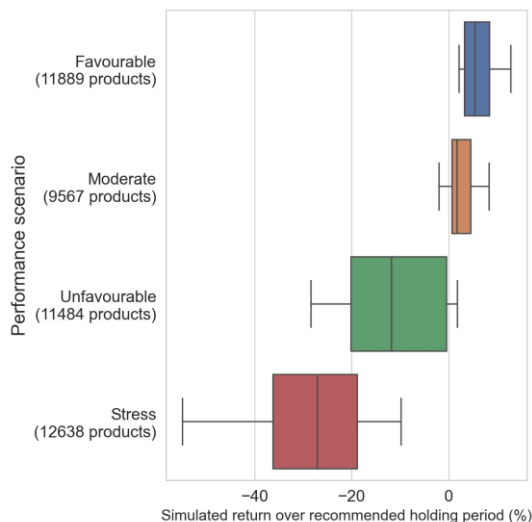 Performance scenario
Favourable
(11889 products)
Moderate
(9567 products)
Unfavourable
(11484 products)
Stress
(12638 products)
−40
−20
0
Simulated return over recommended holding period (%)